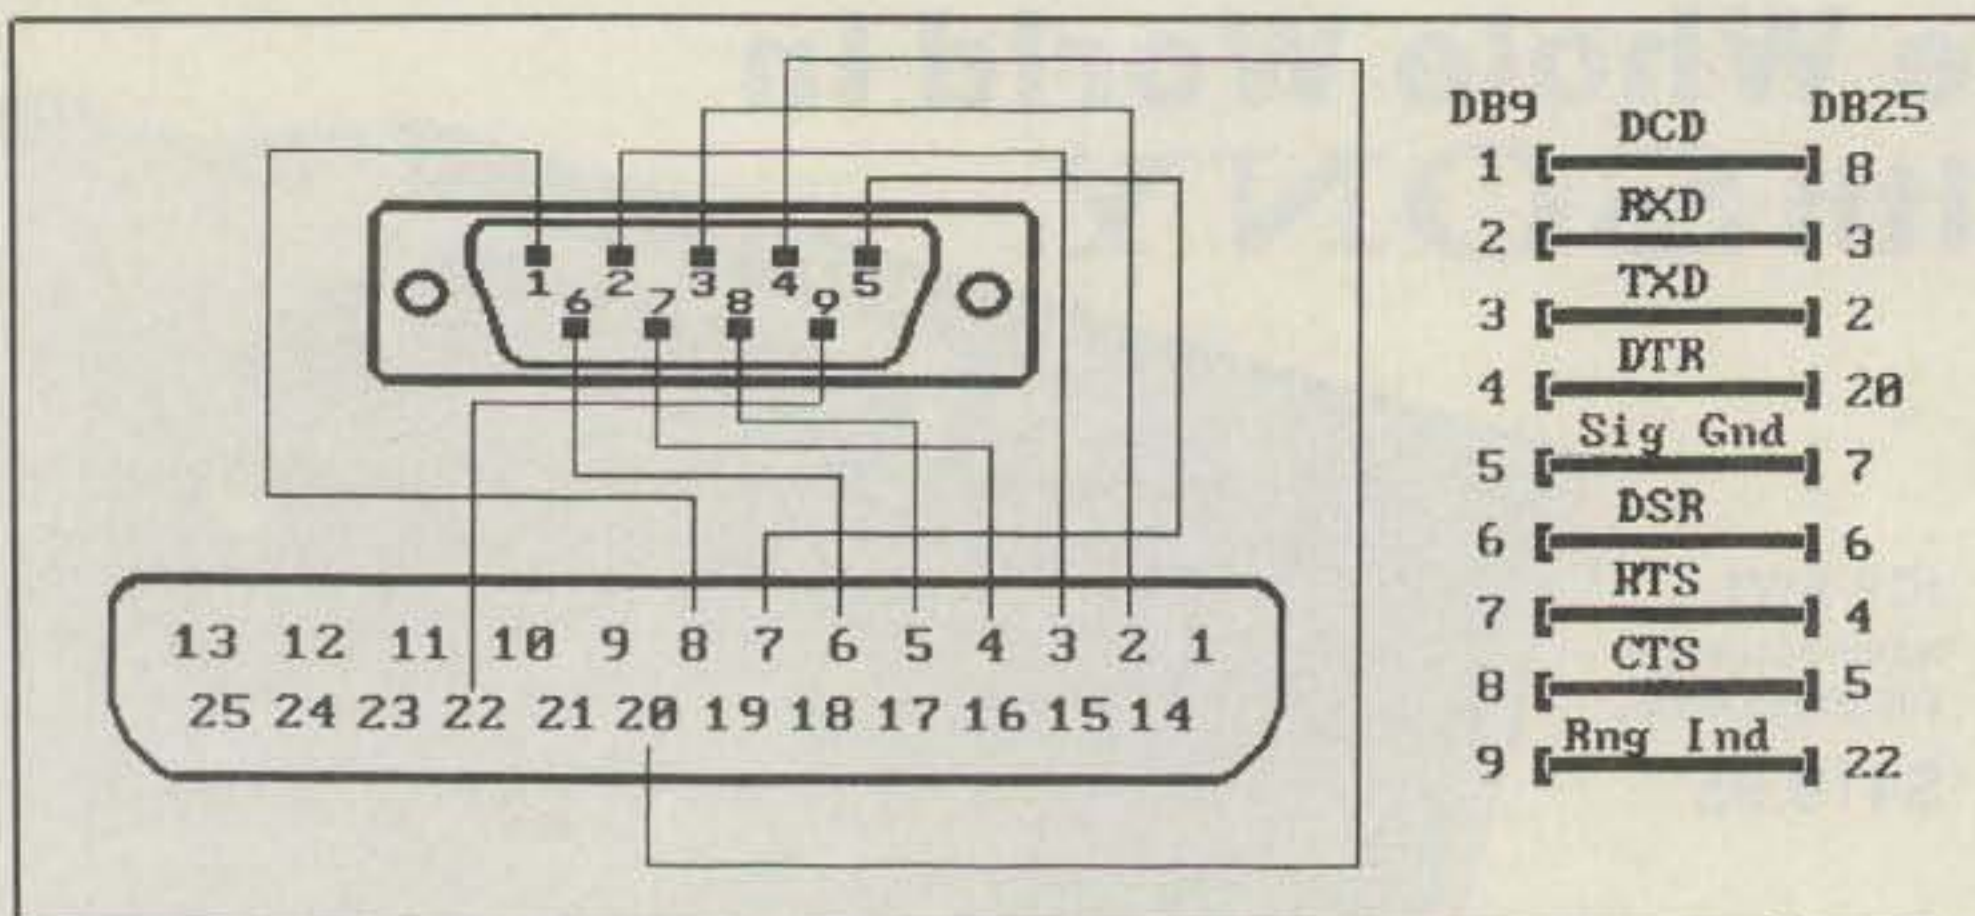 1 2 3 4 5
6 7 8 9
13 12 11 10 9 8 7 6 5 4 3 2 1
25 24 23 22 21 20 19 18 17 16 15 14
DB9 DB25
DCD
1 [ ] 8
RXD
2 [ ] 3
TXD
3 [ ] 2
DTR
4 [ ] 20
Sig Gnd
5 [ ] 7
DSR
6 [ ] 6
RTS
7 [ ] 4
CTS
8 [ ] 5
Rng Ind
9 [ ] 22